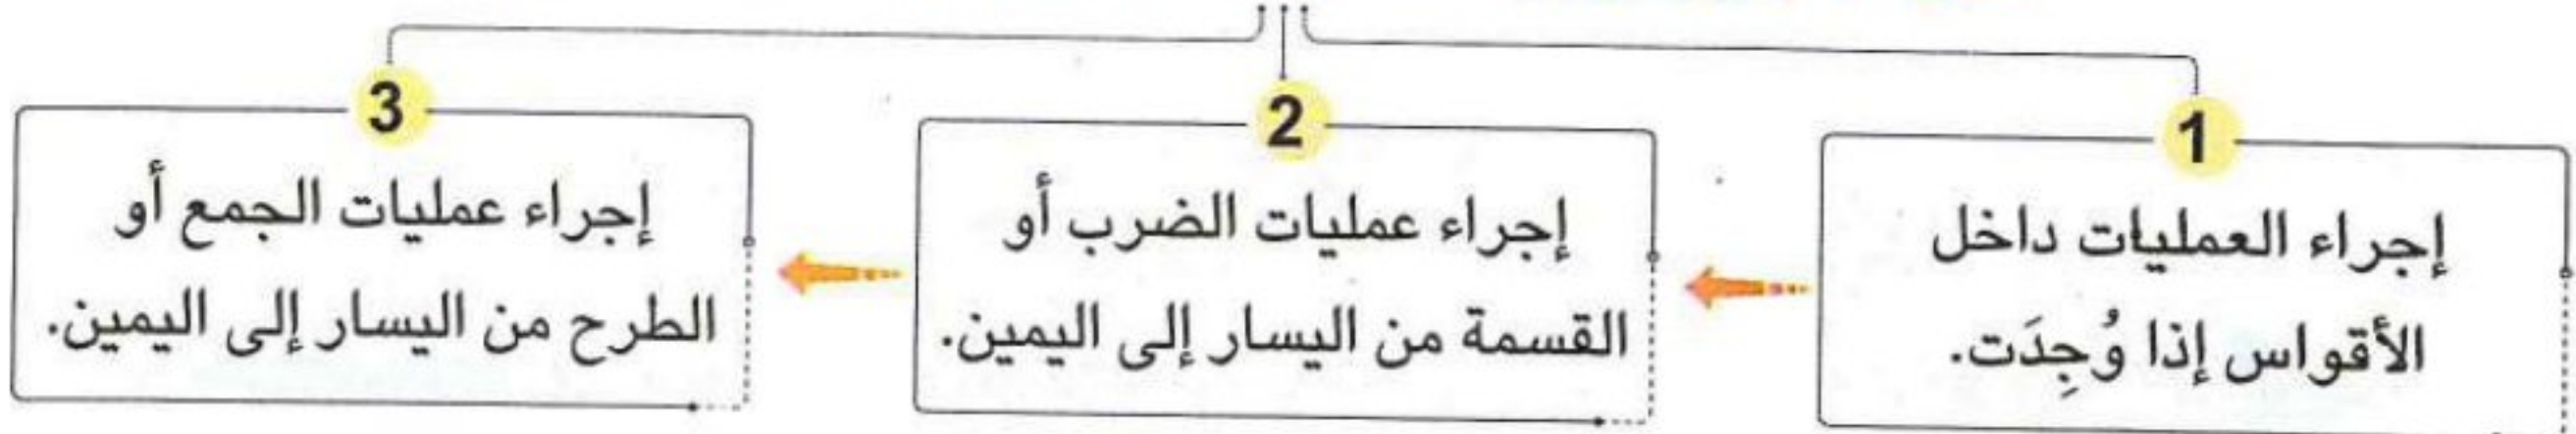 1
إجراء العمليات داخل
الأقواس إذا وُجِدَت.
2
إجراء عمليات الضرب أو
القسمة من اليسار إلى اليمين.
3
إجراء عمليات الجمع أو
الطرح من اليسار إلى اليمين.